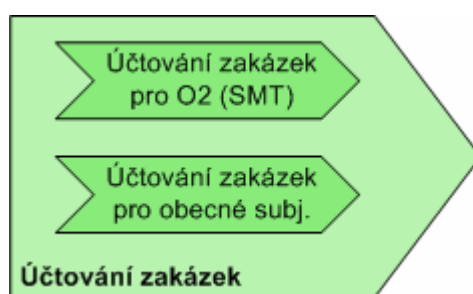 Účtování zakázek
pro O2 (SMT)
Účtování zakázek
pro obecné subj.
Účtování zakázek